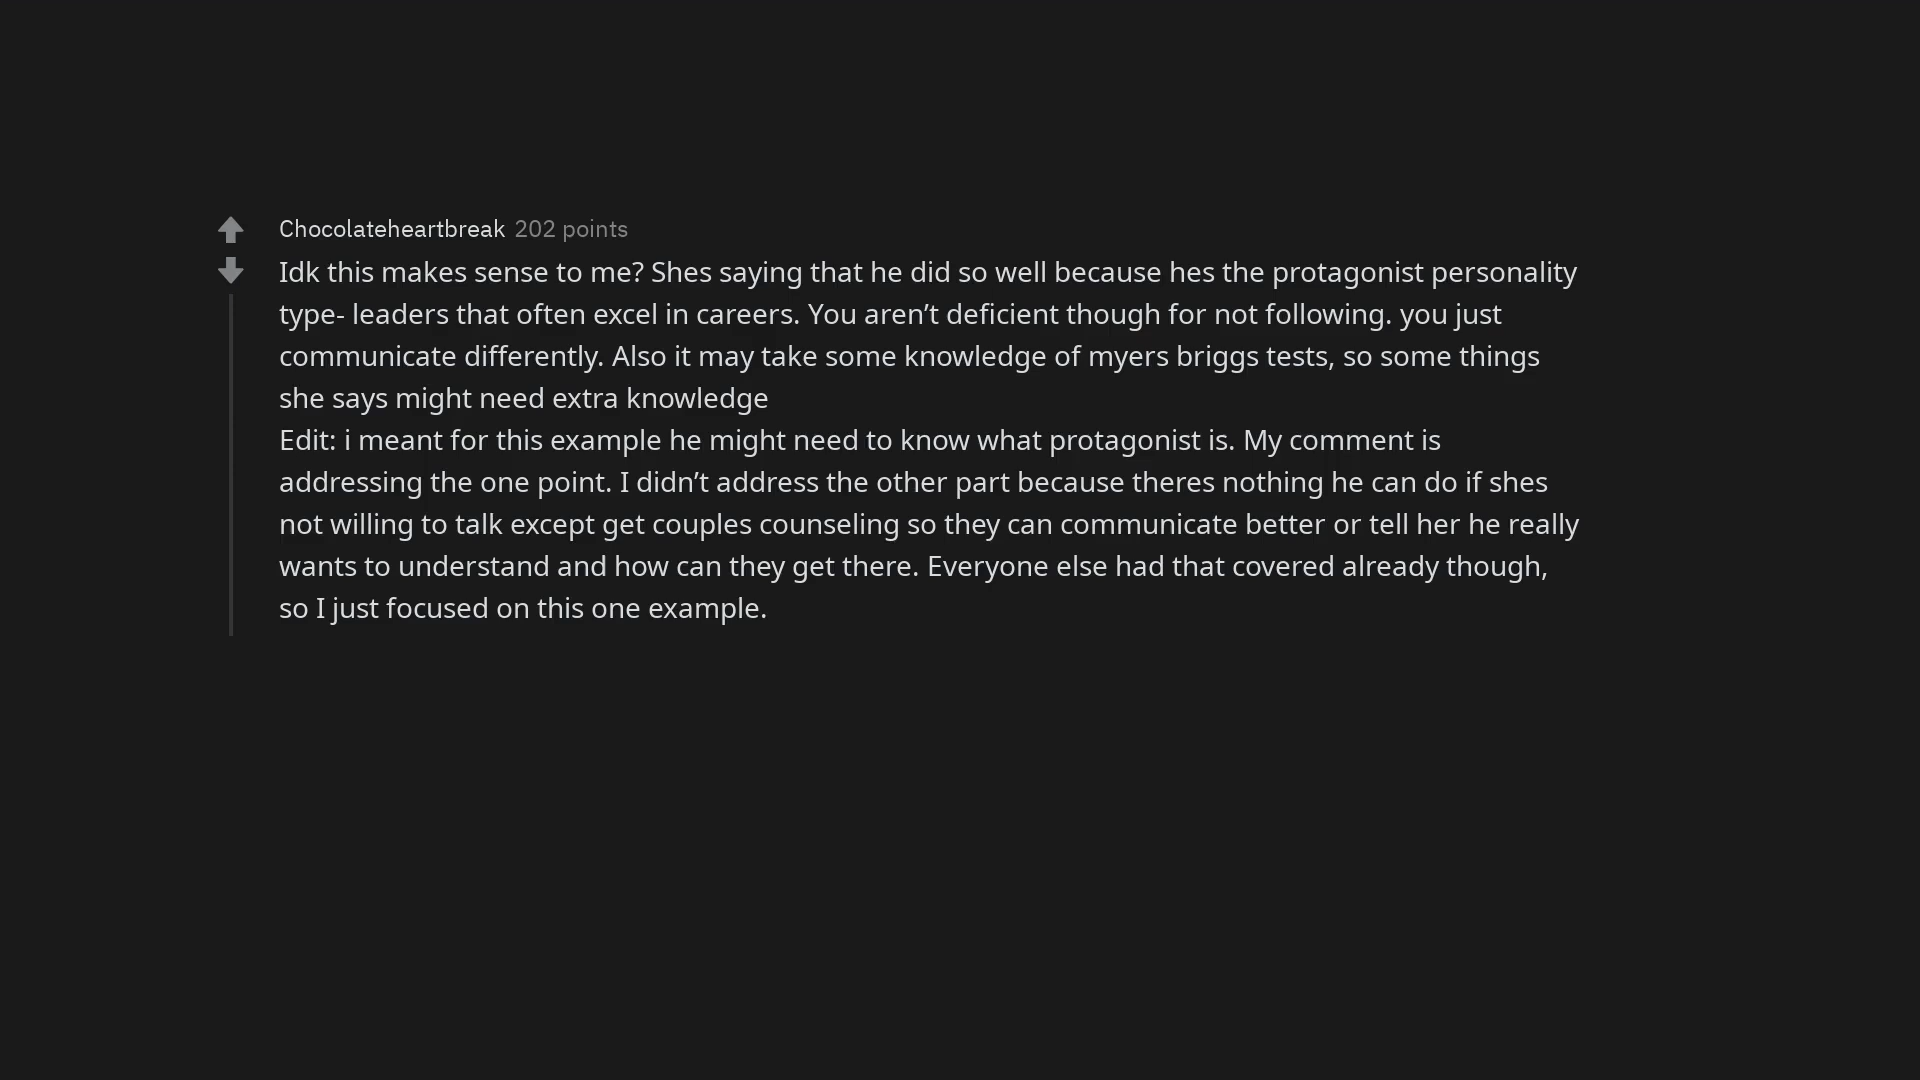 Chocolateheartbreak 202 points
Idk this makes sense to me? Shes saying that he did so well because hes the protagonist personality
type- leaders that often excel in careers. You aren’t deficient though for not following. you just
communicate differently. Also it may take some knowledge of myers briggs tests, so some things
she says might need extra knowledge
Edit: i meant for this example he might need to know what protagonist is. My comment is
addressing the one point. I didn’t address the other part because theres nothing he can do if shes
not willing to talk except get couples counseling so they can communicate better or tell her he really
wants to understand and how can they get there. Everyone else had that covered already though,
so I just focused on this one example.